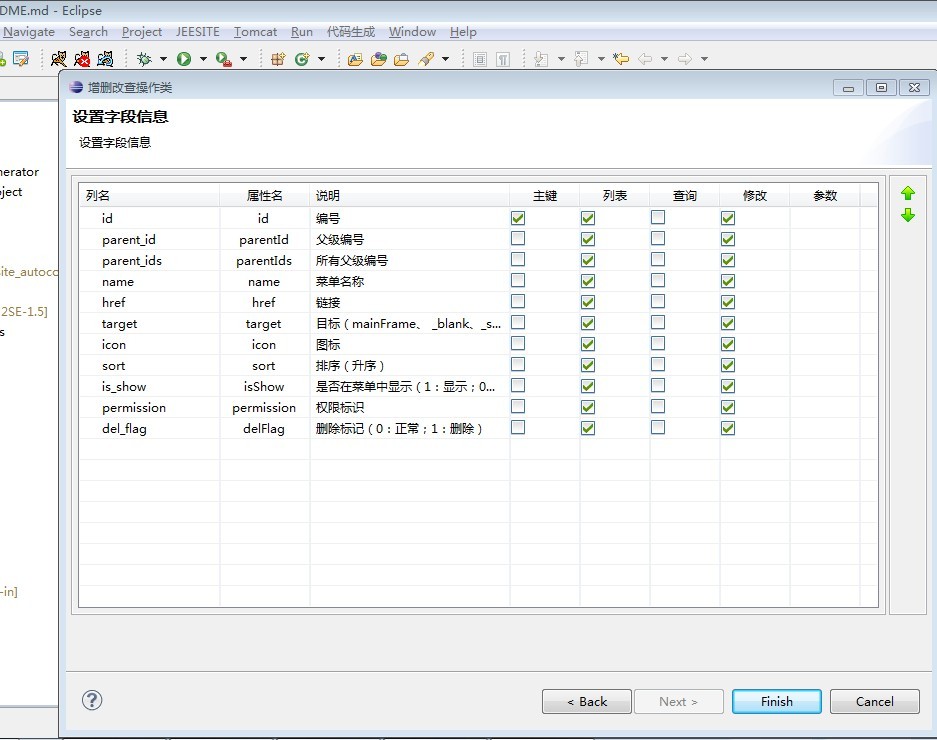 DME.md - Eclipse
Navigate Search Project JEESITE Tomcat Run 代码生成 Window Help
增删改查操作类
设置字段信息
设置字段信息
nerator
ject
site_autocc
2SE-1.5]
s
-in]
列名 属性名 说明 主键 列表 查询 修改 参数
id id 编号
parent_id parentId 父级编号
parent_ids parentIds 所有父级编号
name name 菜单名称
href href 链接
target target 目标（mainFrame、 _blank、_s...
icon icon 图标
sort sort 排序（升序）
is_show isShow 是否在菜单中显示（1：显示；0...
permission permission 权限标识
del_flag delFlag 删除标记（0：正常；1：删除）
< Back Next > Finish Cancel